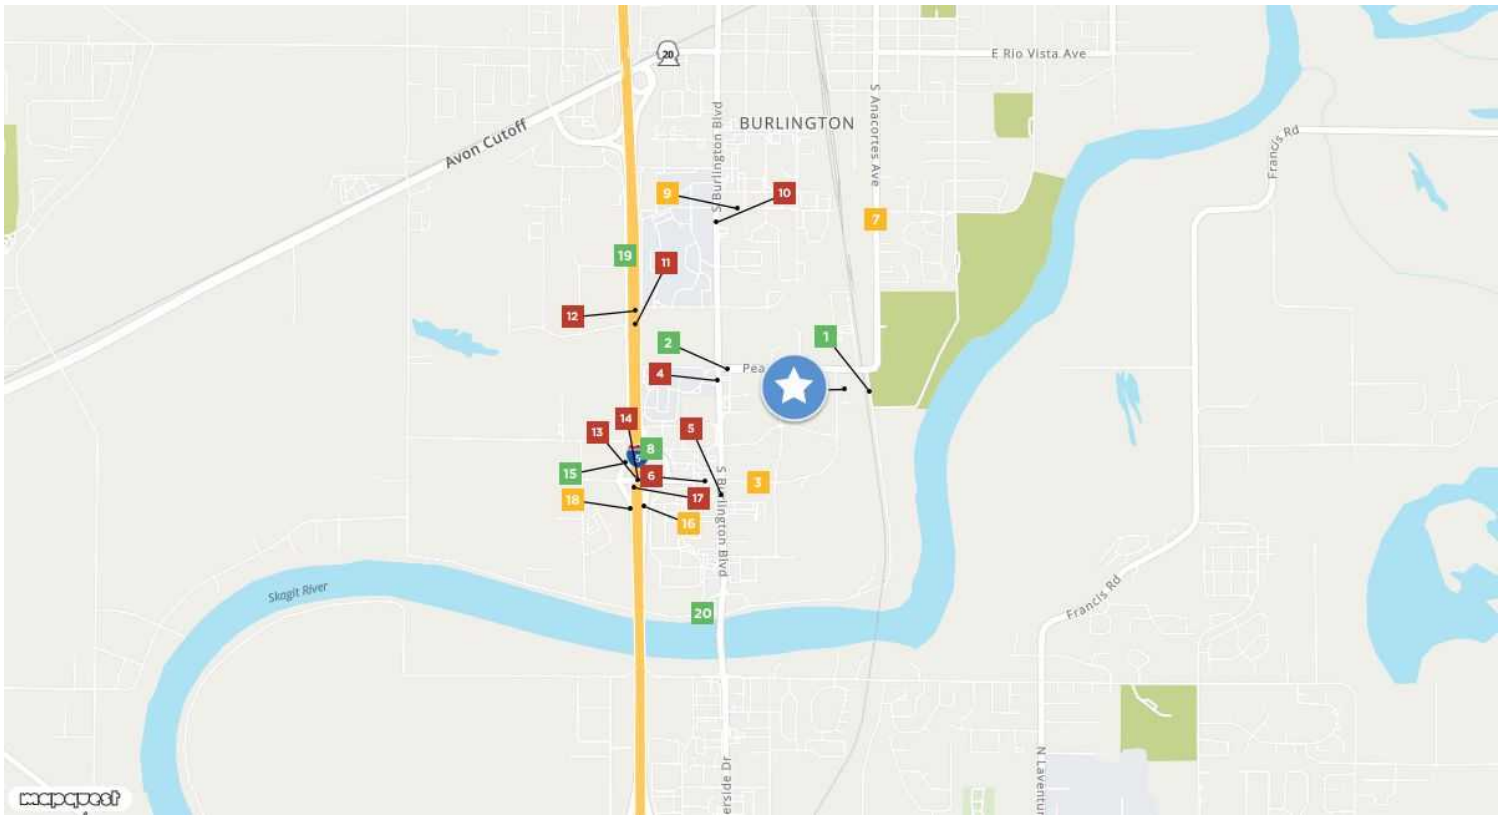 20
E Rio Vista Ave
S Anacortes Ave
S Burlington Blvd
BURLINGTON
Francis Rd
Avon Cutoff
9
10
7
19
11
12
1
2
Pea
4
14
5
13
8
5
15
6
3
17
18
16
S Burlington Blvd
Skagit River
Francis Rd
20
N Laventur
erside Dr
mapquest